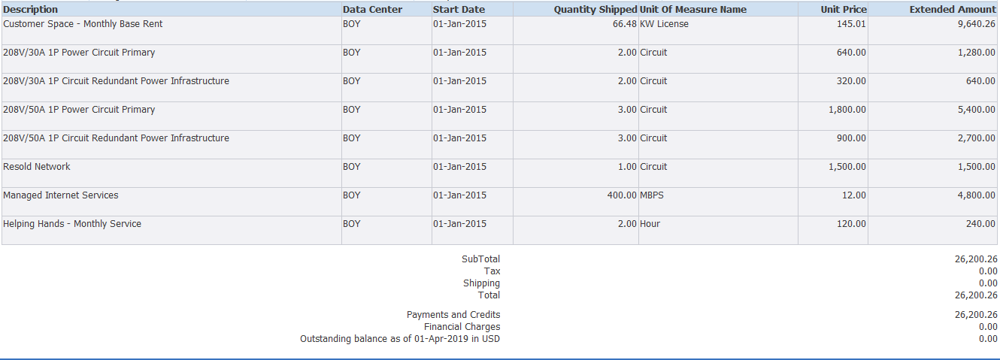 Description Data Center Start Date Quantity Shipped Unit Of Measure Name Unit Price Extended Amount
Customer Space - Monthly Base Rent BOY 01-Jan-2015 66.48 KW License 145.01 9,640.26
208V/30A 1P Power Circuit Primary BOY 01-Jan-2015 2.00 Circuit 640.00 1,280.00
208V/30A 1P Circuit Redundant Power Infrastructure BOY 01-Jan-2015 2.00 Circuit 320.00 640.00
208V/50A 1P Power Circuit Primary BOY 01-Jan-2015 3.00 Circuit 1,800.00 5,400.00
208V/50A 1P Circuit Redundant Power Infrastructure BOY 01-Jan-2015 3.00 Circuit 900.00 2,700.00
Resold Network BOY 01-Jan-2015 1.00 Circuit 1,500.00 1,500.00
Managed Internet Services BOY 01-Jan-2015 400.00 MBPS 12.00 4,800.00
Helping Hands - Monthly Service BOY 01-Jan-2015 2.00 Hour 120.00 240.00
SubTotal 26,200.26
Tax 0.00
Shipping 0.00
Total 26,200.26
Payments and Credits 26,200.26
Financial Charges 0.00
Outstanding balance as of 01-Apr-2019 in USD 0.00